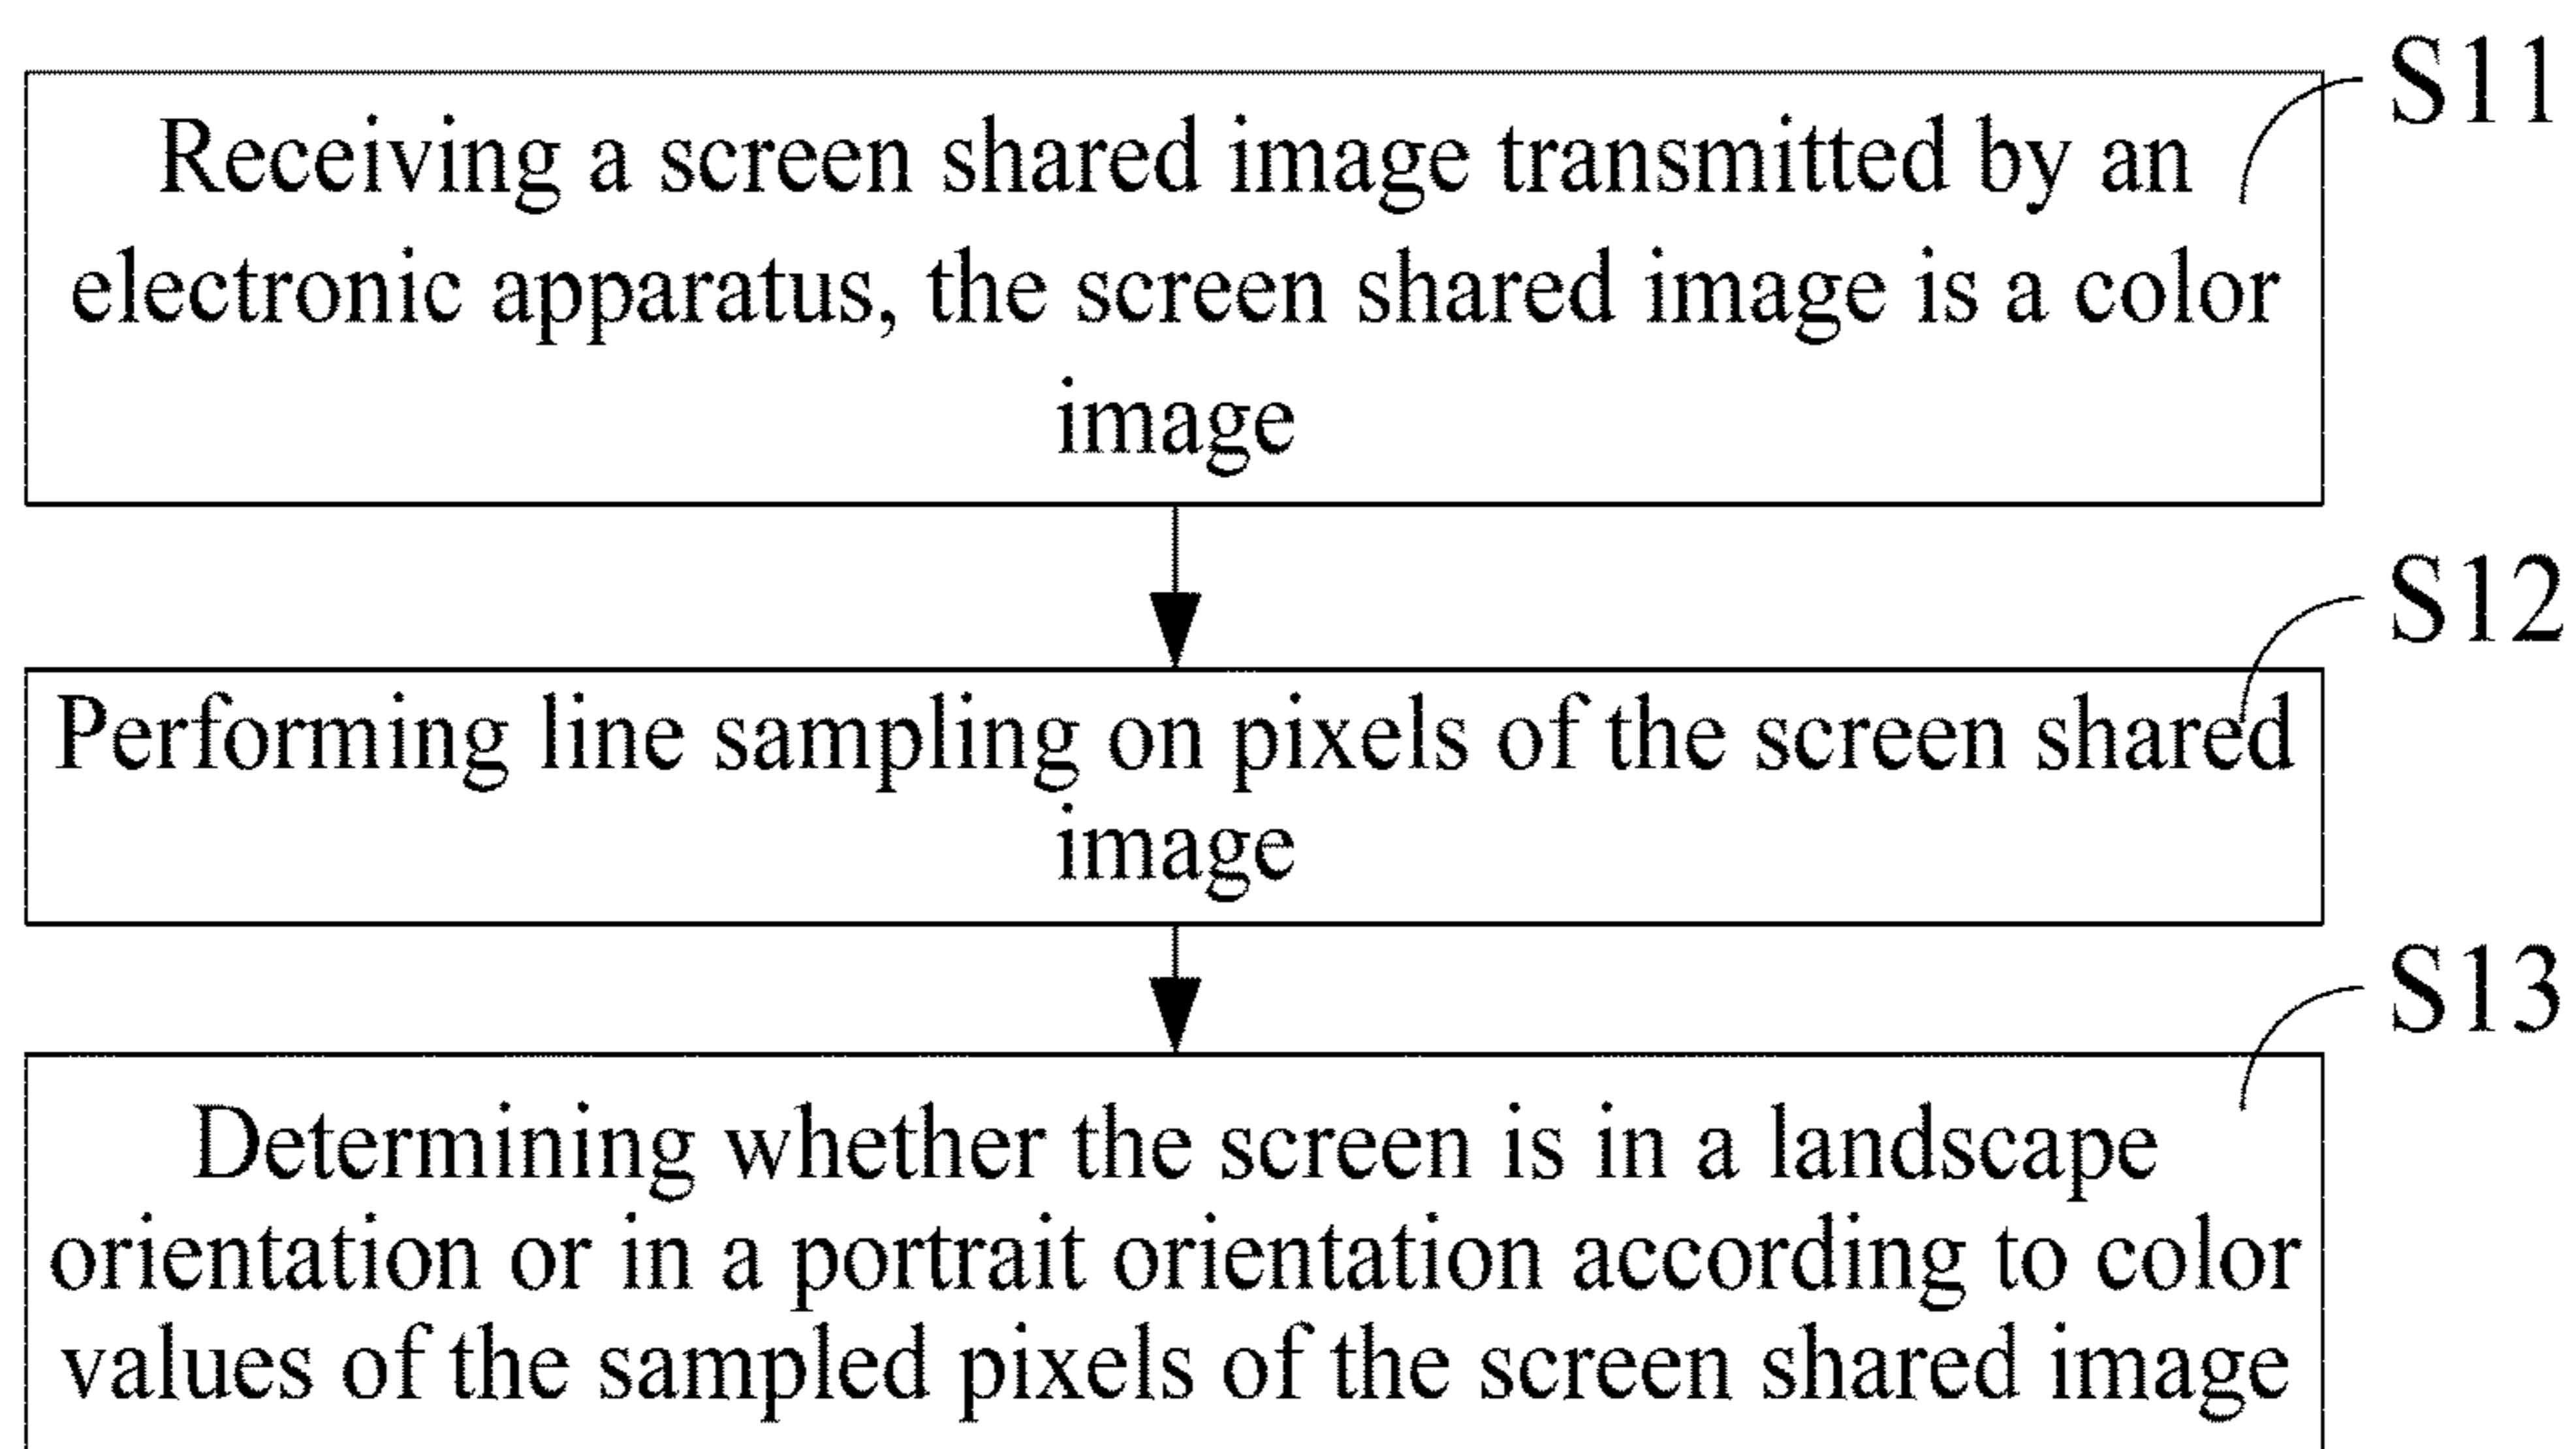 S11
Receiving a screen shared image transmitted by an
electronic apparatus, the screen shared image is a color
image
S12
Performing line sampling on pixels of the screen shared
image
S13
Determining whether the screen is in a landscape
orientation or in a portrait orientation according to color
values of the sampled pixels of the screen shared image